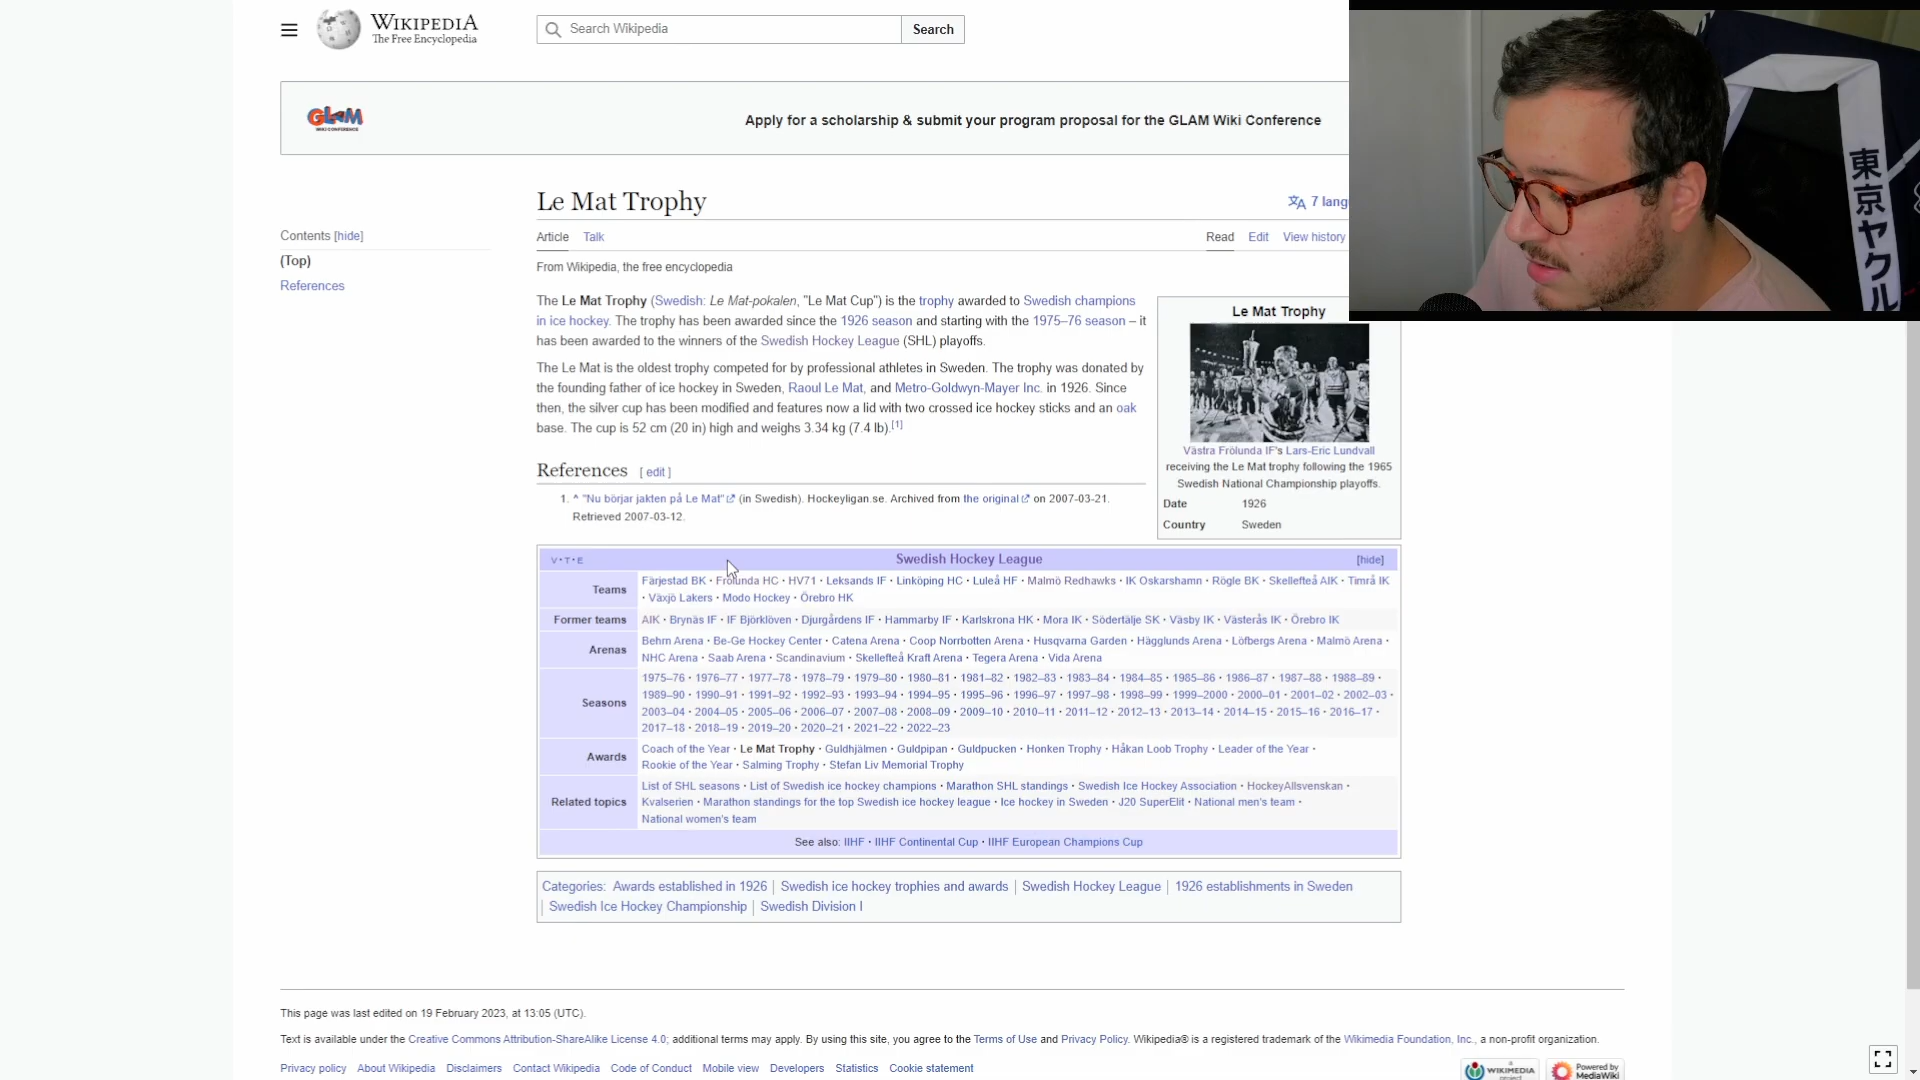 WIKIPEDIA
The Free Encyclopedia
Search Wikipedia
Search
GLAM
WIKI CONFERENCE
Apply for a scholarship & submit your program proposal for the GLAM Wiki Conference
東京ヤクル
Le Mat Trophy
7 lang
Contents [hide]
(Top)
References
Article Talk
Read Edit View history
From Wikipedia, the free encyclopedia
The Le Mat Trophy (Swedish: Le Mat-pokalen, "Le Mat Cup") is the trophy awarded to Swedish champions
in ice hockey. The trophy has been awarded since the 1926 season and starting with the 1975–76 season – it
has been awarded to the winners of the Swedish Hockey League (SHL) playoffs.
The Le Mat is the oldest trophy competed for by professional athletes in Sweden. The trophy was donated by
the founding father of ice hockey in Sweden, Raoul Le Mat, and Metro-Goldwyn-Mayer Inc. in 1926. Since
then, the silver cup has been modified and features now a lid with two crossed ice hockey sticks and an oak
base. The cup is 52 cm (20 in) high and weighs 3.34 kg (7.4 lb).[1]
Le Mat Trophy
Västra Frölunda IF's Lars-Eric Lundvall
receiving the Le Mat trophy following the 1965
Swedish National Championship playoffs.
Date 1926
Country Sweden
References [ edit ]
1. ^ "Nu börjar jakten på Le Mat" (in Swedish). Hockeyligan.se. Archived from the original on 2007-03-21.
Retrieved 2007-03-12.
V · T · E Swedish Hockey League [hide]
Teams
Färjestad BK · Frölunda HC · HV71 · Leksands IF · Linköping HC · Luleå HF · Malmö Redhawks · IK Oskarshamn · Rögle BK · Skellefteå AIK · Timrå IK
· Växjö Lakers · Modo Hockey · Örebro HK
Former teams AIK · Brynäs IF · IF Björklöven · Djurgårdens IF · Hammarby IF · Karlskrona HK · Mora IK · Södertälje SK · Väsby IK · Västerås IK · Örebro IK
Arenas
Behrn Arena · Be-Ge Hockey Center · Catena Arena · Coop Norrbotten Arena · Husqvarna Garden · Hägglunds Arena · Löfbergs Arena · Malmö Arena ·
NHC Arena · Saab Arena · Scandinavium · Skellefteå Kraft Arena · Tegera Arena · Vida Arena
Seasons
1975–76 · 1976–77 · 1977–78 · 1978–79 · 1979–80 · 1980–81 · 1981–82 · 1982–83 · 1983–84 · 1984–85 · 1985–86 · 1986–87 · 1987–88 · 1988–89 ·
1989–90 · 1990–91 · 1991–92 · 1992–93 · 1993–94 · 1994–95 · 1995–96 · 1996–97 · 1997–98 · 1998–99 · 1999–2000 · 2000–01 · 2001–02 · 2002–03 ·
2003–04 · 2004–05 · 2005–06 · 2006–07 · 2007–08 · 2008–09 · 2009–10 · 2010–11 · 2011–12 · 2012–13 · 2013–14 · 2014–15 · 2015–16 · 2016–17 ·
2017–18 · 2018–19 · 2019–20 · 2020–21 · 2021–22 · 2022–23
Awards
Coach of the Year · Le Mat Trophy · Guldhjälmen · Guldpipan · Guldpucken · Honken Trophy · Håkan Loob Trophy · Leader of the Year ·
Rookie of the Year · Salming Trophy · Stefan Liv Memorial Trophy
Related topics
List of SHL seasons · List of Swedish ice hockey champions · Marathon SHL standings · Swedish Ice Hockey Association · HockeyAllsvenskan ·
Kvalserien · Marathon standings for the top Swedish ice hockey league · Ice hockey in Sweden · J20 SuperElit · National men's team ·
National women's team
See also: IIHF · IIHF Continental Cup · IIHF European Champions Cup
Categories: Awards established in 1926 | Swedish ice hockey trophies and awards | Swedish Hockey League | 1926 establishments in Sweden
| Swedish Ice Hockey Championship | Swedish Division I
This page was last edited on 19 February 2023, at 13:05 (UTC).
Text is available under the Creative Commons Attribution-ShareAlike License 4.0; additional terms may apply. By using this site, you agree to the Terms of Use and Privacy Policy. Wikipedia® is a registered trademark of the Wikimedia Foundation, Inc., a non-profit organization.
Privacy policy About Wikipedia Disclaimers Contact Wikipedia Code of Conduct Mobile view Developers Statistics Cookie statement
A
WIKIMEDIA
project
Powered by
MediaWiki